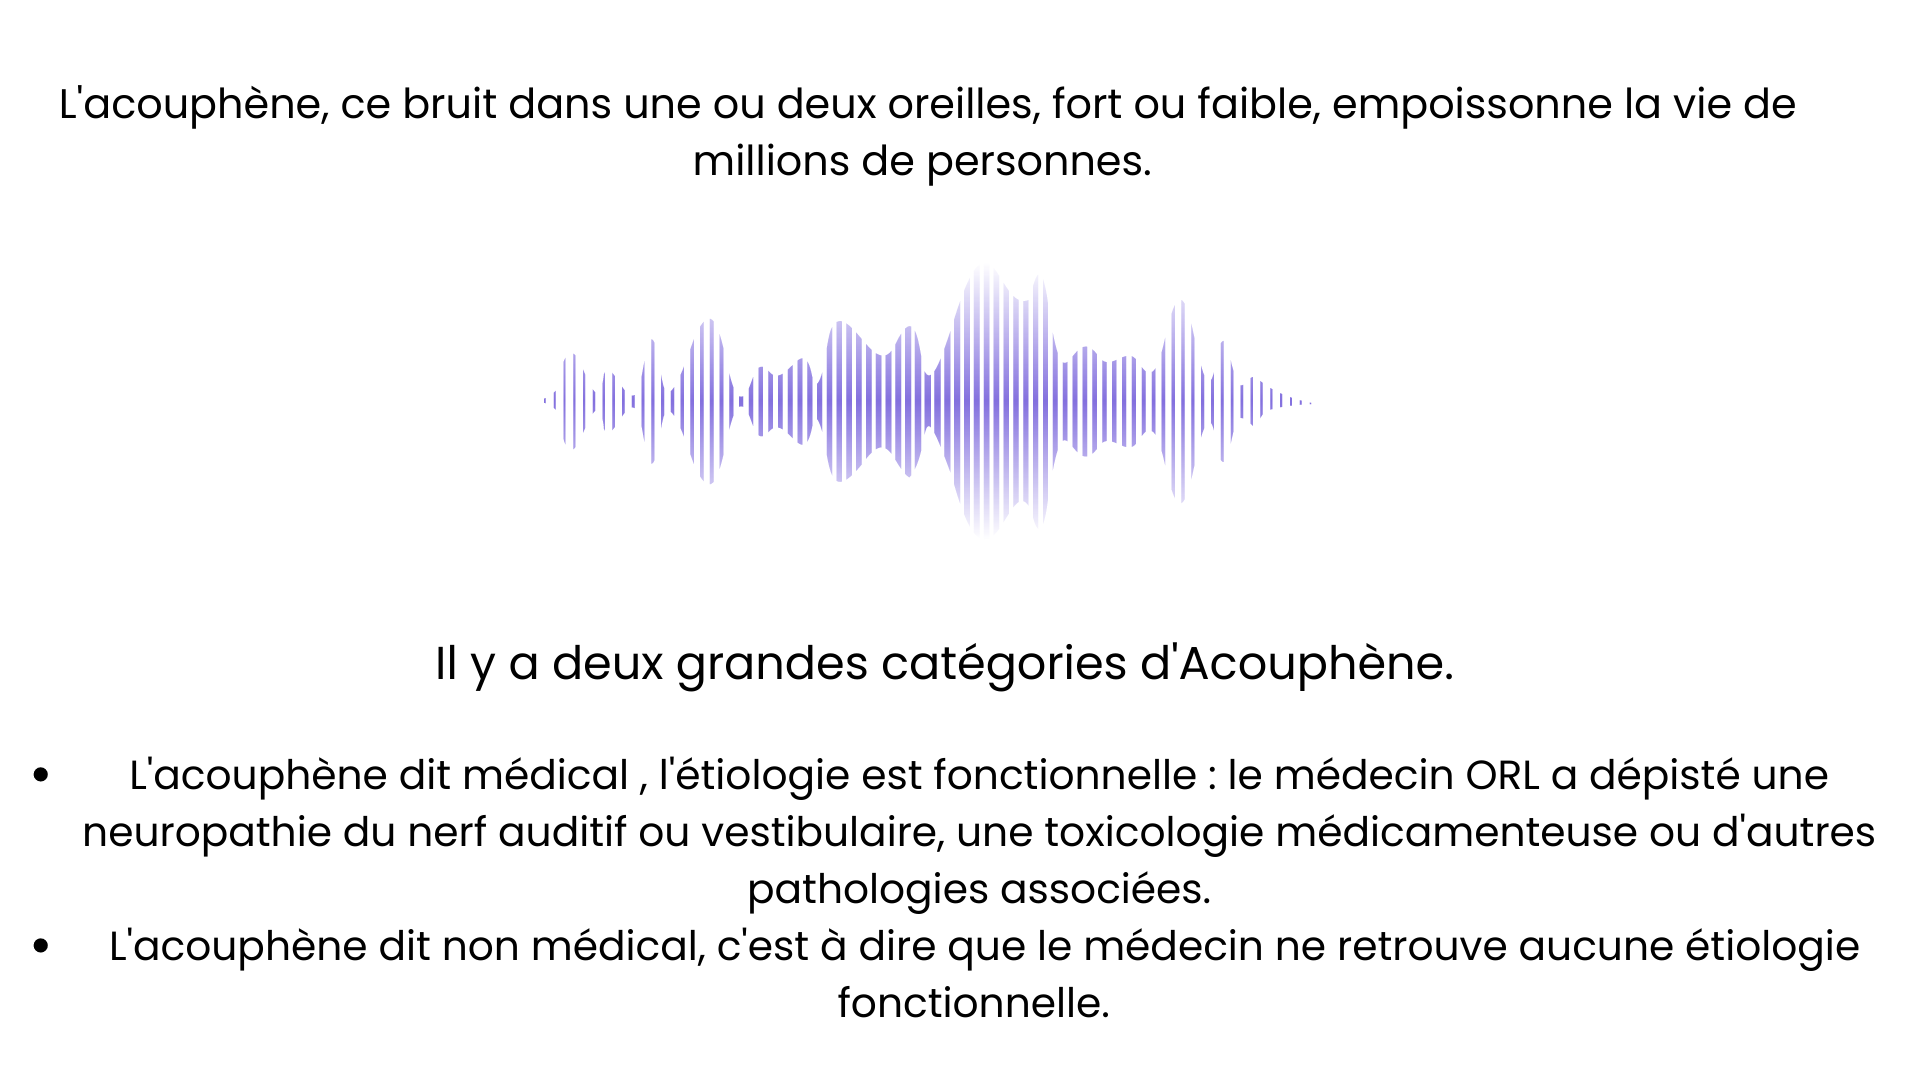 L'acouphène, ce bruit dans une ou deux oreilles, fort ou faible, empoissonne la vie de
millions de personnes.
Il y a deux grandes catégories d'Acouphène.
• L'acouphène dit médical , l'étiologie est fonctionnelle : le médecin ORL a dépisté une
neuropathie du nerf auditif ou vestibulaire, une toxicologie médicamenteuse ou d'autres
pathologies associées.
• L'acouphène dit non médical, c'est à dire que le médecin ne retrouve aucune étiologie
fonctionnelle.